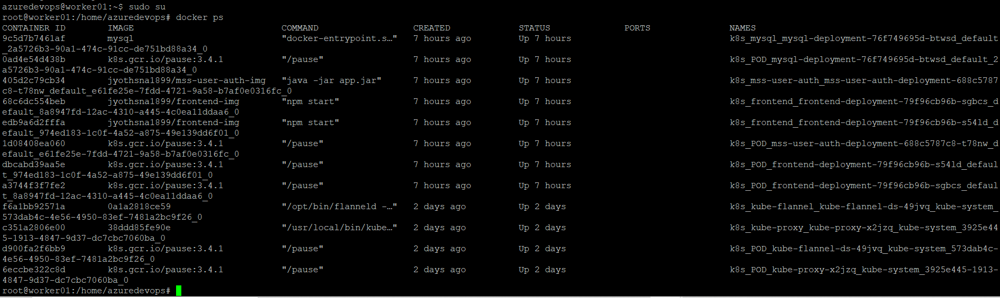 azuredevops@worker01:~$ sudo su
root@worker01:/home/azuredevops# docker ps
CONTAINER ID        IMAGE                            COMMAND                  CREATED             STATUS              PORTS               NAMES
9c5d7b7461af        mysql                            "docker-entrypoint.s…"   7 hours ago         Up 7 hours                              k8s_mysql_mysql-deployment-76f749695d-btwsd_default
_2a5726b3-90a1-474c-91cc-de751bd88a34_0
0ad4e54d438b        k8s.gcr.io/pause:3.4.1           "/pause"                 7 hours ago         Up 7 hours                              k8s_POD_mysql-deployment-76f749695d-btwsd_default_2
a5726b3-90a1-474c-91cc-de751bd88a34_0
405d2c79cb34        jyothsna1899/mss-user-auth-img   "java -jar app.jar"      7 hours ago         Up 7 hours                              k8s_mss-user-auth_mss-user-auth-deployment-688c5787
c8-t78nw_default_e61fe25e-7fdd-4721-9a58-b7af0e0316fc_0
68c6dc554beb        jyothsna1899/frontend-img        "npm start"              7 hours ago         Up 7 hours                              k8s_frontend_frontend-deployment-79f96cb96b-sgbcs_d
efault_8a8947fd-12ac-4310-a445-4c0ea11ddaa6_0
edb9a6d2fffa        jyothsna1899/frontend-img        "npm start"              7 hours ago         Up 7 hours                              k8s_frontend_frontend-deployment-79f96cb96b-s54ld_d
efault_974ed183-1c0f-4a52-a875-49e139dd6f01_0
1d08408ea060        k8s.gcr.io/pause:3.4.1           "/pause"                 7 hours ago         Up 7 hours                              k8s_POD_mss-user-auth-deployment-688c5787c8-t78nw_d
efault_e61fe25e-7fdd-4721-9a58-b7af0e0316fc_0
dbcabd39aa5e        k8s.gcr.io/pause:3.4.1           "/pause"                 7 hours ago         Up 7 hours                              k8s_POD_frontend-deployment-79f96cb96b-s54ld_defaul
t_974ed183-1c0f-4a52-a875-49e139dd6f01_0
a3744f3f7fe2        k8s.gcr.io/pause:3.4.1           "/pause"                 7 hours ago         Up 7 hours                              k8s_POD_frontend-deployment-79f96cb96b-sgbcs_defaul
t_8a8947fd-12ac-4310-a445-4c0ea11ddaa6_0
f6a1bb92571a        0a1a2818ce59                     "/opt/bin/flanneld -…"   2 days ago          Up 2 days                               k8s_kube-flannel_kube-flannel-ds-49jvq_kube-system_
573dab4c-4e56-4950-83ef-7481a2bc9f26_0
c351a2806e00        38ddd85fe90e                     "/usr/local/bin/kube…"   2 days ago          Up 2 days                               k8s_kube-proxy_kube-proxy-x2jzq_kube-system_3925e44
5-1913-4847-9d37-dc7cbc7060ba_0
d900fa2f6bb9        k8s.gcr.io/pause:3.4.1           "/pause"                 2 days ago          Up 2 days                               k8s_POD_kube-flannel-ds-49jvq_kube-system_573dab4c-
4e56-4950-83ef-7481a2bc9f26_0
6eccbe322c8d        k8s.gcr.io/pause:3.4.1           "/pause"                 2 days ago          Up 2 days                               k8s_POD_kube-proxy-x2jzq_kube-system_3925e445-1913-
4847-9d37-dc7cbc7060ba_0
root@worker01:/home/azuredevops#